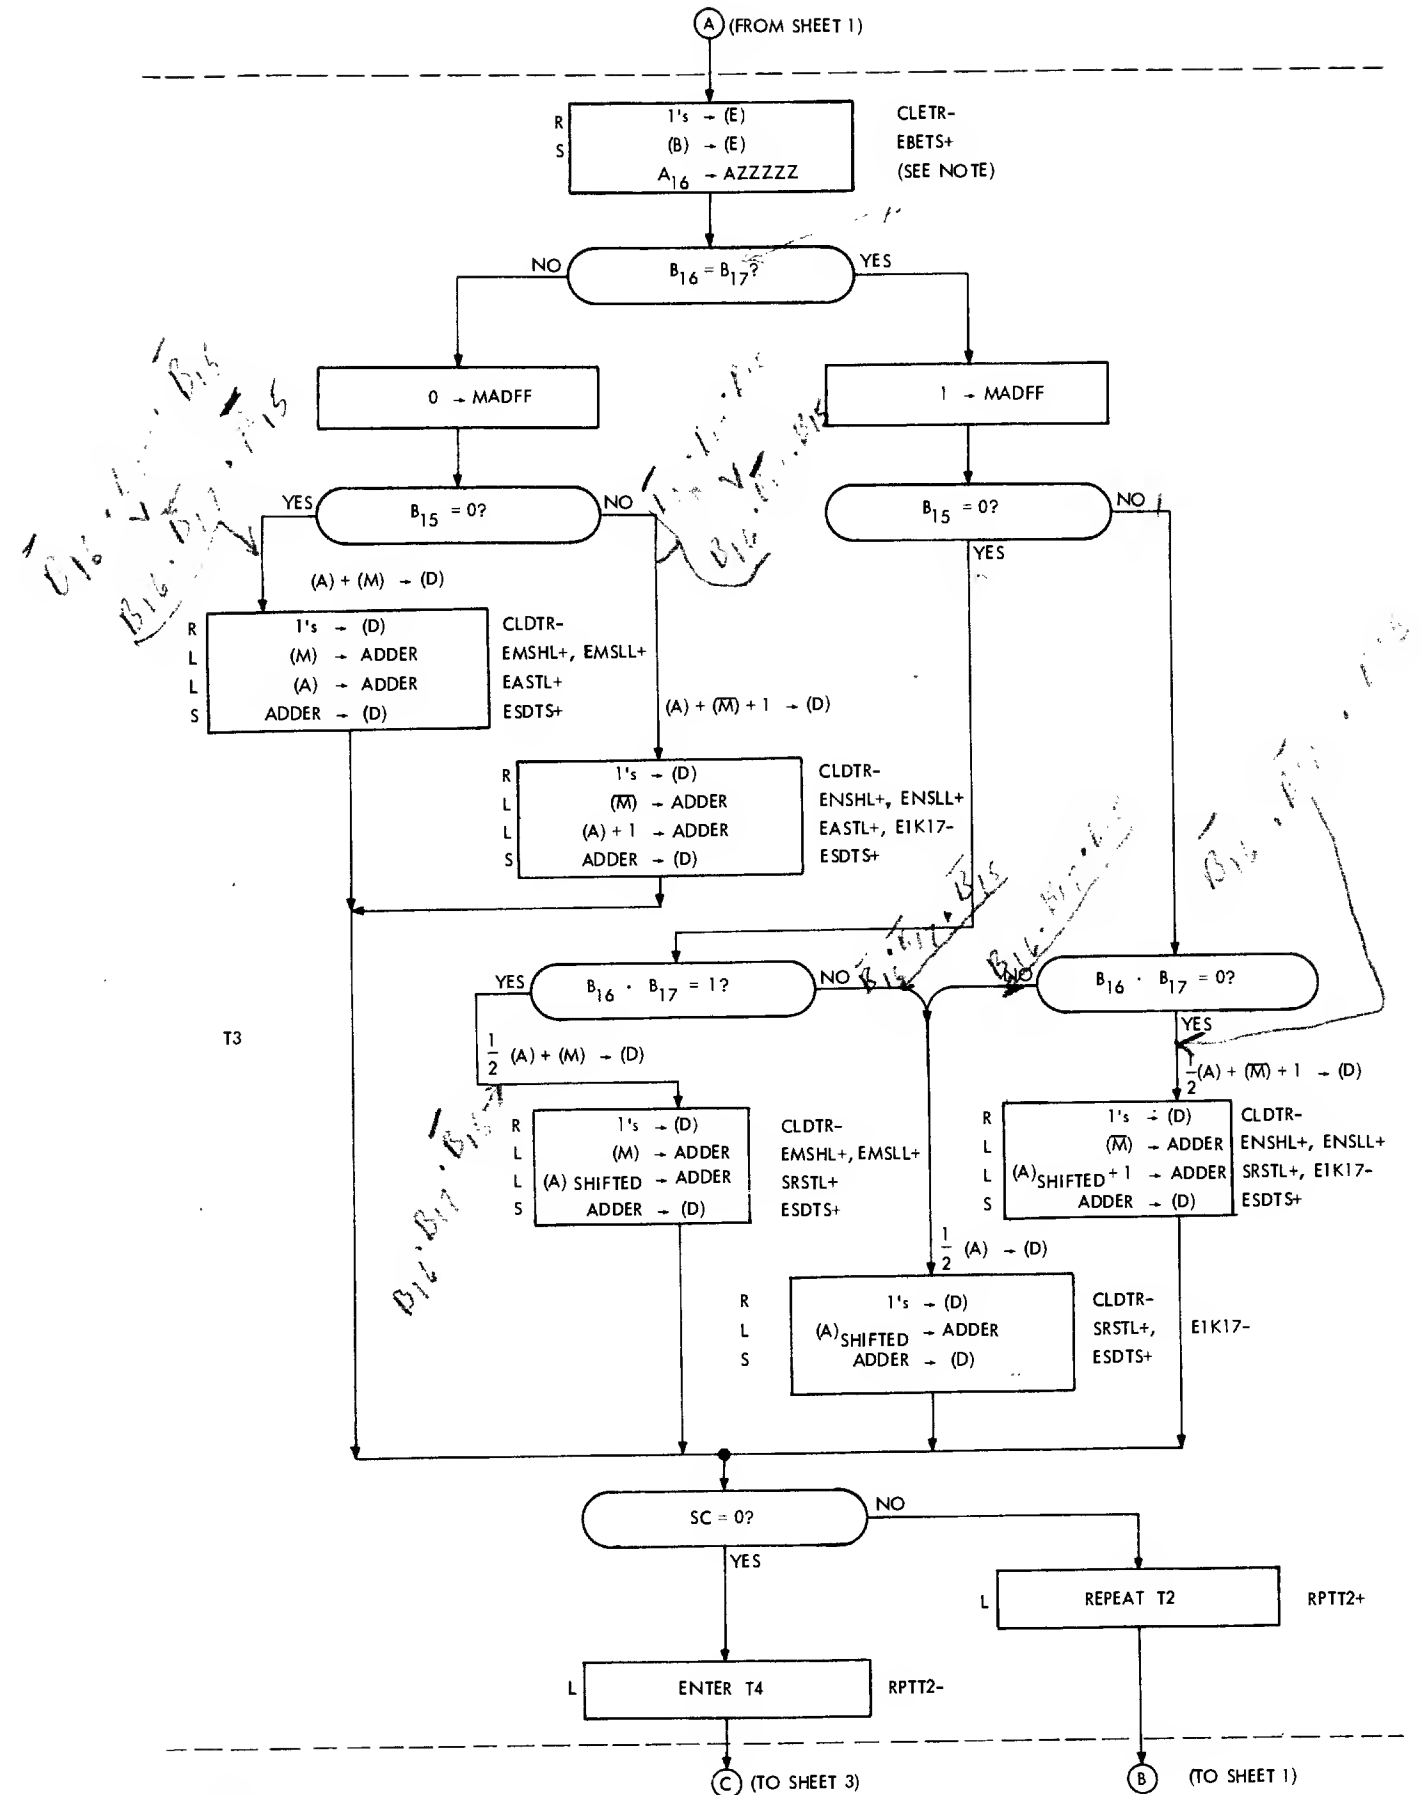 A (FROM SHEET 1)
R 1's → (E) CLETR-
S (B) → (E) EBETS+
A16 → AZZZZZ (SEE NOTE)
NO B16 = B17? YES
0 → MADFF
1 → MADFF
YES B15 = 0? NO
B15 = 0? NO
YES
(A) + (M) → (D)
R 1's → (D) CLDTR-
L (M) → ADDER EMSHL+, EMSLL+
L (A) → ADDER EASTL+
S ADDER → (D) ESDTS+
(A) + (M̅) + 1 → (D)
R 1's → (D) CLDTR-
L (M̅) → ADDER ENSHL+, ENSLL+
L (A) + 1 → ADDER EASTL+, E1K17-
S ADDER → (D) ESDTS+
YES B16 · B17 = 1? NO
NO B16 · B17 = 0?
YES
T3
1/2 (A) + (M) → (D)
1/2 (A) + (M̅) + 1 → (D)
R 1's → (D) CLDTR-
L (M) → ADDER EMSHL+, EMSLL+
L (A) SHIFTED → ADDER SRSTL+
S ADDER → (D) ESDTS+
R 1's → (D) CLDTR-
L (M̅) → ADDER ENSHL+, ENSLL+
L (A)SHIFTED + 1 → ADDER SRSTL+, E1K17-
S ADDER → (D) ESDTS+
1/2 (A) → (D)
R 1's → (D) CLDTR-
L (A)SHIFTED → ADDER SRSTL+, E1K17-
S ADDER → (D) ESDTS+
SC = 0? NO
YES
L REPEAT T2 RPTT2+
L ENTER T4 RPTT2-
C (TO SHEET 3)
B (TO SHEET 1)